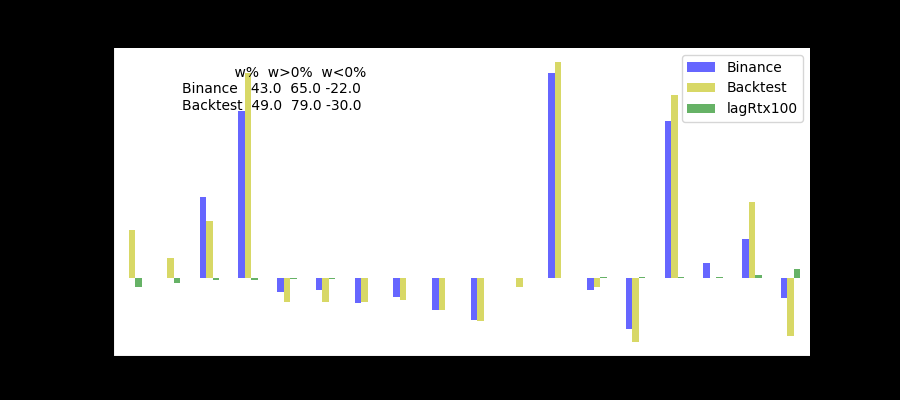 w%  w>0%  w<0%
Binance   43.0  65.0 -22.0
Backtest  49.0  79.0 -30.0
Binance
Backtest
lagRtx100